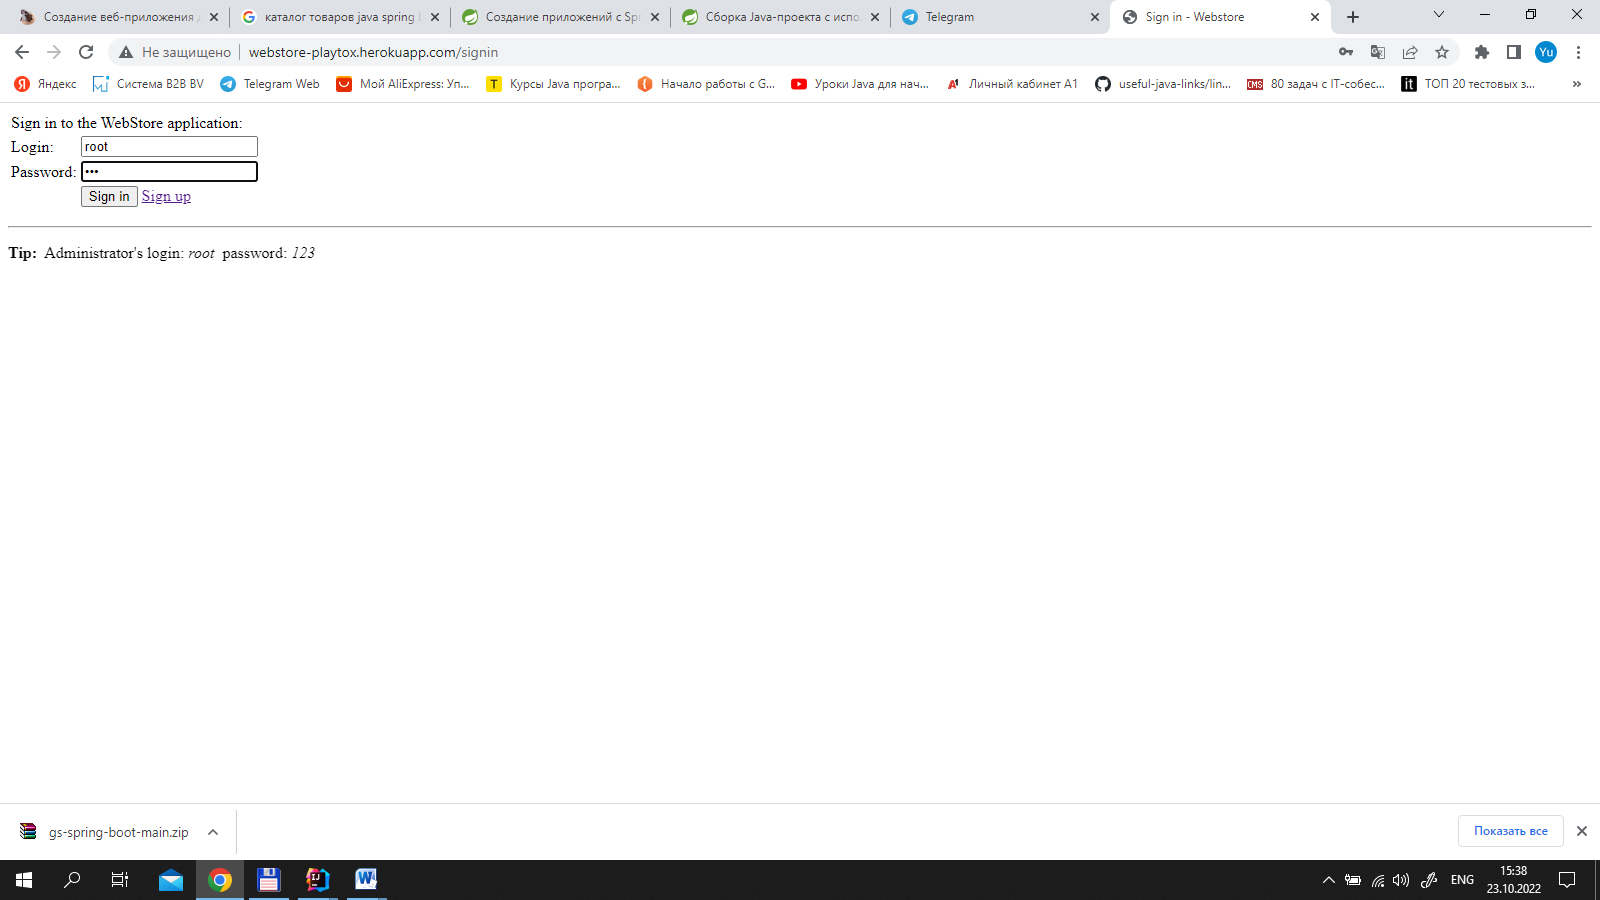 Создание веб-приложения
каталог товаров java spring
Создание приложений с Spr
Сборка Java-проекта с испо
Telegram
Sign in - Webstore
Не защищено
webstore-playtox.herokuapp.com/signin
Yu
Яндекс
Система B2B BV
Telegram Web
Мой AliExpress: Уп...
Курсы Java програ...
Начало работы с G...
Уроки Java для нач...
Личный кабинет A1
useful-java-links/lin...
80 задач с IT-собес...
ТОП 20 тестовых з...
»
Sign in to the WebStore application:
Login:
root
Password:
•••
Sign in
Sign up
Tip: Administrator's login: root password: 123
gs-spring-boot-main.zip
Показать все
ENG
15:38
23.10.2022